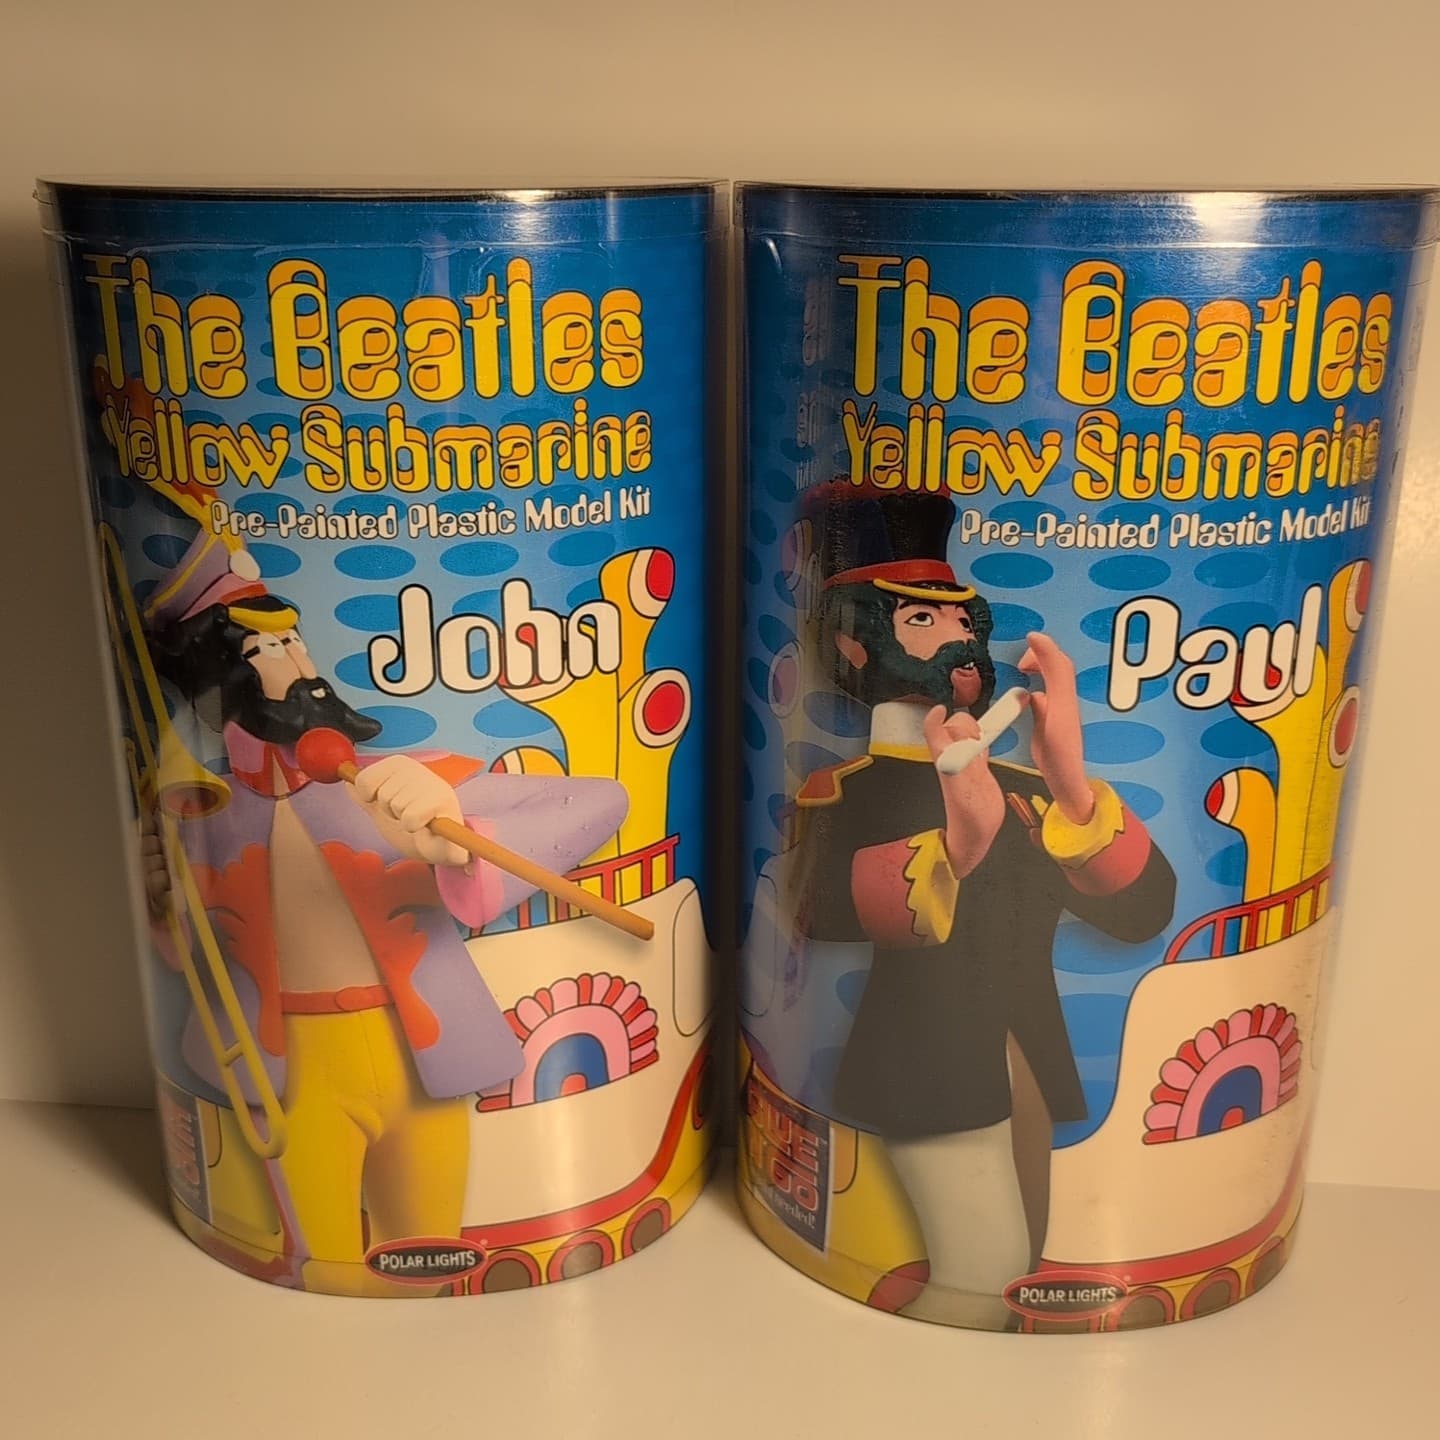 The Beatles
Yellow Submarine
Pre-Painted Plastic Model Kit
John
POLAR LIGHTS
The Beatles
Yellow Submarine
Pre-Painted Plastic Model Kit
Paul
POLAR LIGHTS